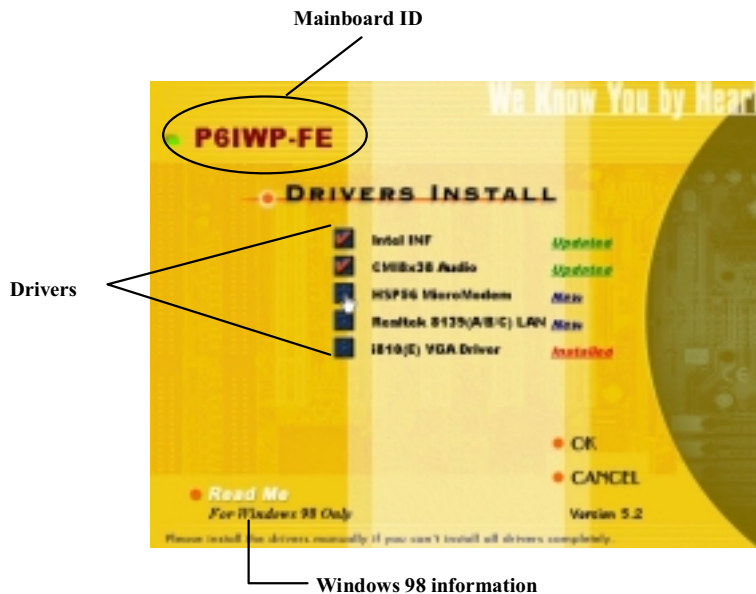 Mainboard ID
We Know You by Heart
P6IWP-FE
DRIVERS INSTALL
Drivers
Intel INF Updated
CMI8x38 Audio Updated
HSP56 MicroModem New
Realtek 8139(A/B/C) LAN New
i810(E) VGA Driver Installed
OK
CANCEL
Read Me
For Windows 98 Only
Version 5.2
Please install the drivers manually if you can't install all drivers completely.
Windows 98 information